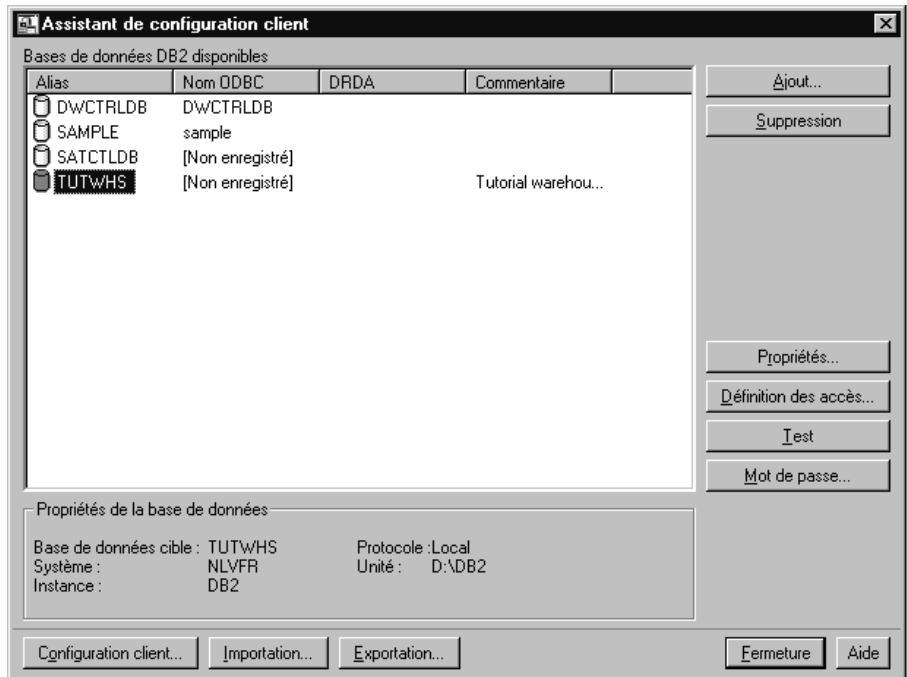 Assistant de configuration client
Bases de données DB2 disponibles
Alias Nom ODBC DRDA Commentaire
DWCTRLDB DWCTRLDB
SAMPLE sample
SATCTLDB [Non enregistré]
TUTWHS [Non enregistré] Tutorial warehou...
Ajout...
Suppression
Propriétés...
Définition des accès...
Test
Mot de passe...
Propriétés de la base de données
Base de données cible : TUTWHS Protocole :Local
Système : NLVFR Unité : D:\DB2
Instance : DB2
Configuration client... Importation... Exportation... Fermeture Aide